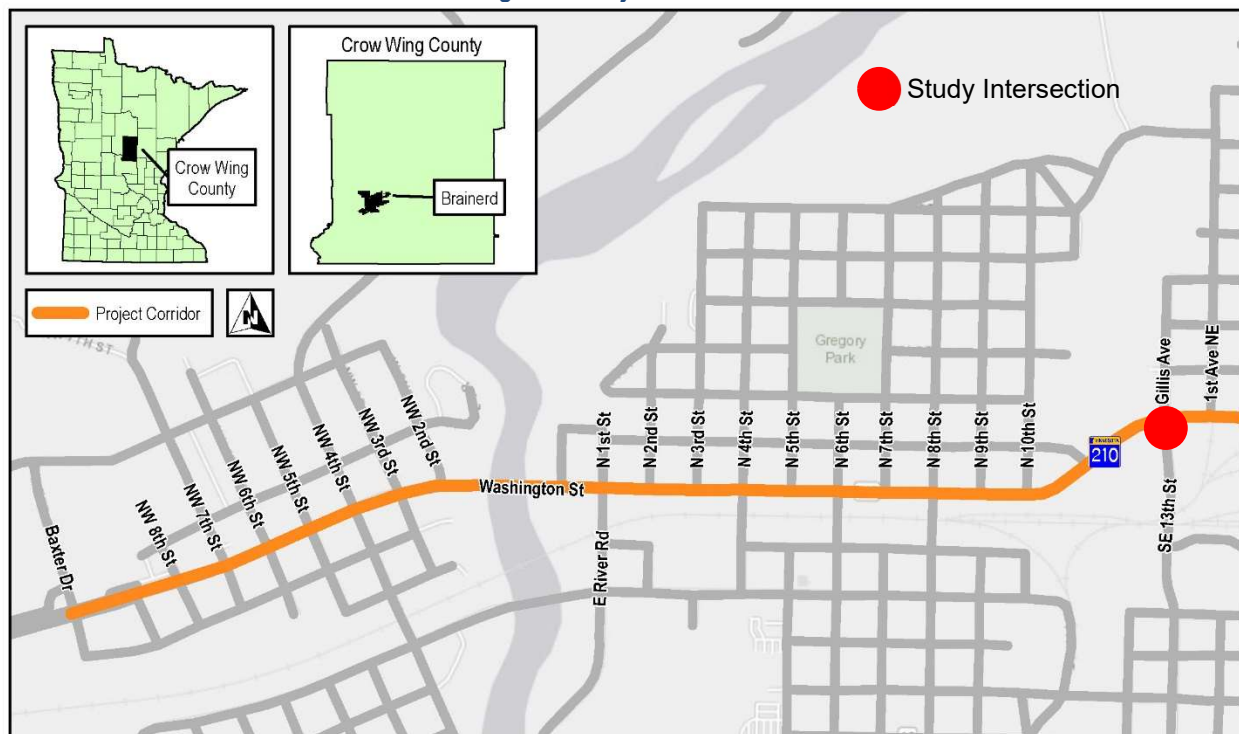 Crow Wing
County
Crow Wing County
Brainerd
Study Intersection
Project Corridor
N
Gregory
Park
Baxter Dr
NW 8th St
NW 7th St
NW 6th St
NW 5th St
NW 4th St
NW 3rd St
NW 2nd St
Washington St
N 1st St
E River Rd
N 2nd St
N 3rd St
N 4th St
N 5th St
N 6th St
N 7th St
N 8th St
N 9th St
N 10th St
210
Gillis Ave
SE 13th St
1st Ave NE